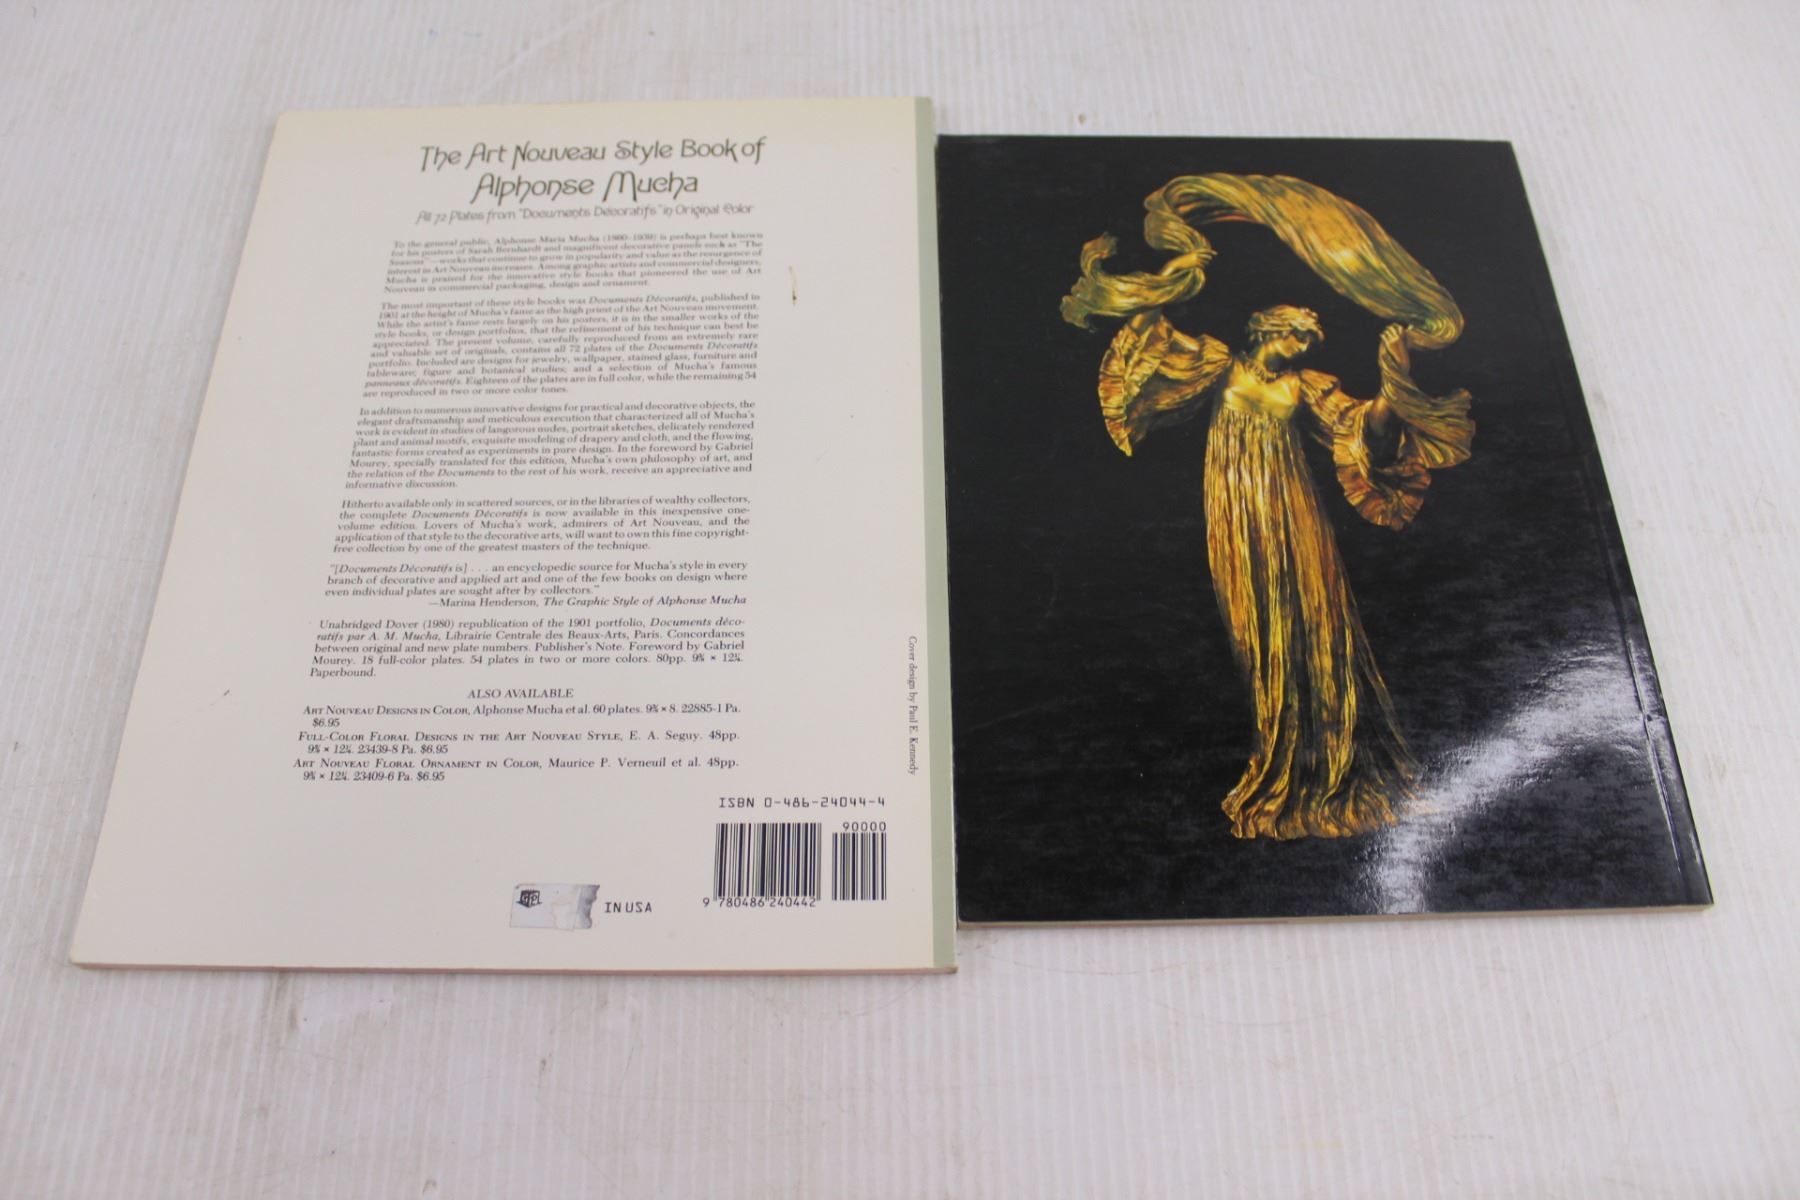 The Art Nouveau Style Book of
Alphonse Mucha
All 72 Plates from "Documents Décoratifs" in Original Color
To the general public, Alphonse Maria Mucha (1860–1939) is perhaps best known
for his posters of Sarah Bernhardt and magnificent decorative panels such as "The
Seasons"—works that continue to grow in popularity and value as the resurgence of
interest in Art Nouveau increases. Among graphic artists and commercial designers,
Mucha is praised for the innovative style books that pioneered the use of Art
Nouveau in commercial packaging, design and ornament.
The most important of these style books was Documents Décoratifs, published in
1901 at the height of Mucha's fame as the high priest of the Art Nouveau movement.
While the artist's fame rests largely on his posters, it is in the smaller works of the
style books, or design portfolios, that the refinement of his technique can best be
appreciated. The present volume, carefully reproduced from an extremely rare
and valuable set of originals, contains all 72 plates of the Documents Décoratifs
portfolio. Included are designs for jewelry, wallpaper, stained glass, furniture and
tableware; figure and botanical studies; and a selection of Mucha's famous
panneaux décoratifs. Eighteen of the plates are in full color, while the remaining 54
are reproduced in two or more color tones.
In addition to numerous innovative designs for practical and decorative objects, the
elegant draftsmanship and meticulous execution that characterized all of Mucha's
work is evident in studies of langorous nudes, portrait sketches, delicately rendered
plant and animal motifs, exquisite modeling of drapery and cloth, and the flowing,
fantastic forms created as experiments in pure design. In the foreword by Gabriel
Mourey, specially translated for this edition, Mucha's own philosophy of art, and
the relation of the Documents to the rest of his work, receive an appreciative and
informative discussion.
Hitherto available only in scattered sources, or in the libraries of wealthy collectors,
the complete Documents Décoratifs is now available in this inexpensive one-
volume edition. Lovers of Mucha's work, admirers of Art Nouveau, and the
application of that style to the decorative arts, will want to own this fine copyright-
free collection by one of the greatest masters of the technique.
"[Documents Décoratifs is] . . . an encyclopedic source for Mucha's style in every
branch of decorative and applied art and one of the few books on design where
even individual plates are sought after by collectors."
—Marina Henderson, The Graphic Style of Alphonse Mucha
Unabridged Dover (1980) republication of the 1901 portfolio, Documents déco-
ratifs par A. M. Mucha, Librairie Centrale des Beaux-Arts, Paris. Concordances
between original and new plate numbers. Publisher's Note. Foreword by Gabriel
Mourey. 18 full-color plates. 54 plates in two or more colors. 80pp. 9⅜ × 12¼.
Paperbound.
ALSO AVAILABLE
ART NOUVEAU DESIGNS IN COLOR, Alphonse Mucha et al. 60 plates. 9⅜ × 8. 22885-1 Pa.
$6.95
FULL-COLOR FLORAL DESIGNS IN THE ART NOUVEAU STYLE, E. A. Seguy. 48pp.
9⅜ × 12¼. 23439-8 Pa. $6.95
ART NOUVEAU FLORAL ORNAMENT IN COLOR, Maurice P. Verneuil et al. 48pp.
9⅜ × 12¼. 23409-6 Pa. $6.95
Cover design by Paul E. Kennedy
ISBN 0-486-24044-4
90000
9 780486 240442
IN USA